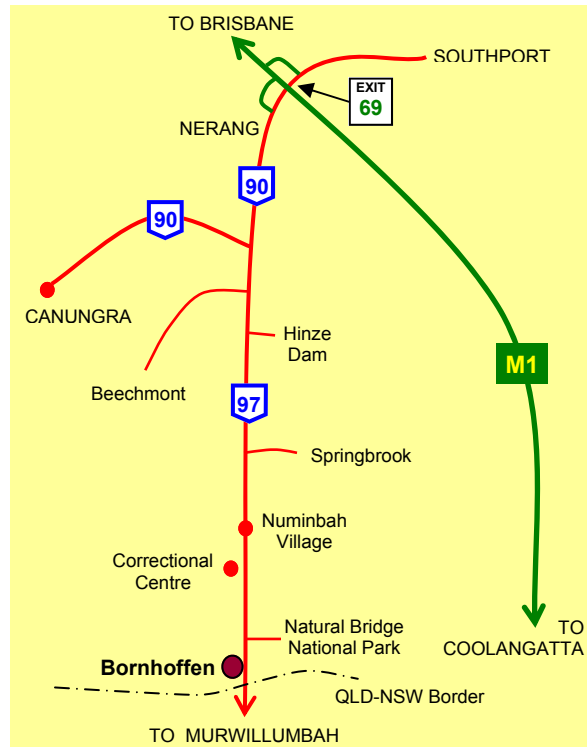 TO BRISBANE
SOUTHPORT
EXIT
69
NERANG
90
90
CANUNGRA
Hinze
Dam
Beechmont
M1
97
Springbrook
Numinbah
Village
Correctional
Centre
Natural Bridge
National Park
TO
COOLANGATTA
Bornhoffen
QLD-NSW Border
TO MURWILLUMBAH